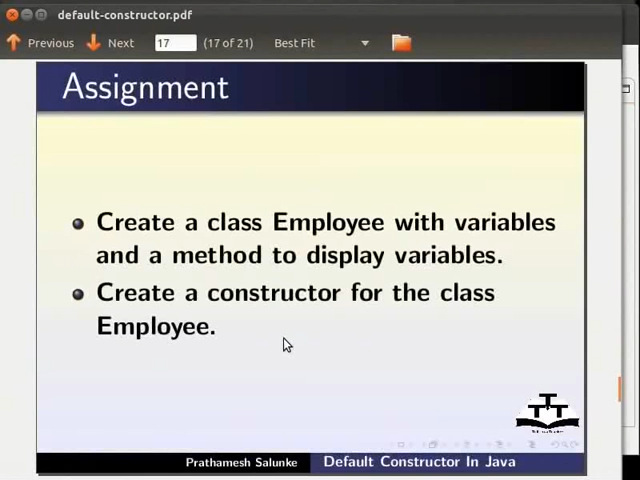 default-constructor.pdf
Previous Next 17 (17 of 21) Best Fit
Assignment
Create a class Employee with variables
and a method to display variables.
Create a constructor for the class
Employee.
Prathamesh Salunke Default Constructor In Java